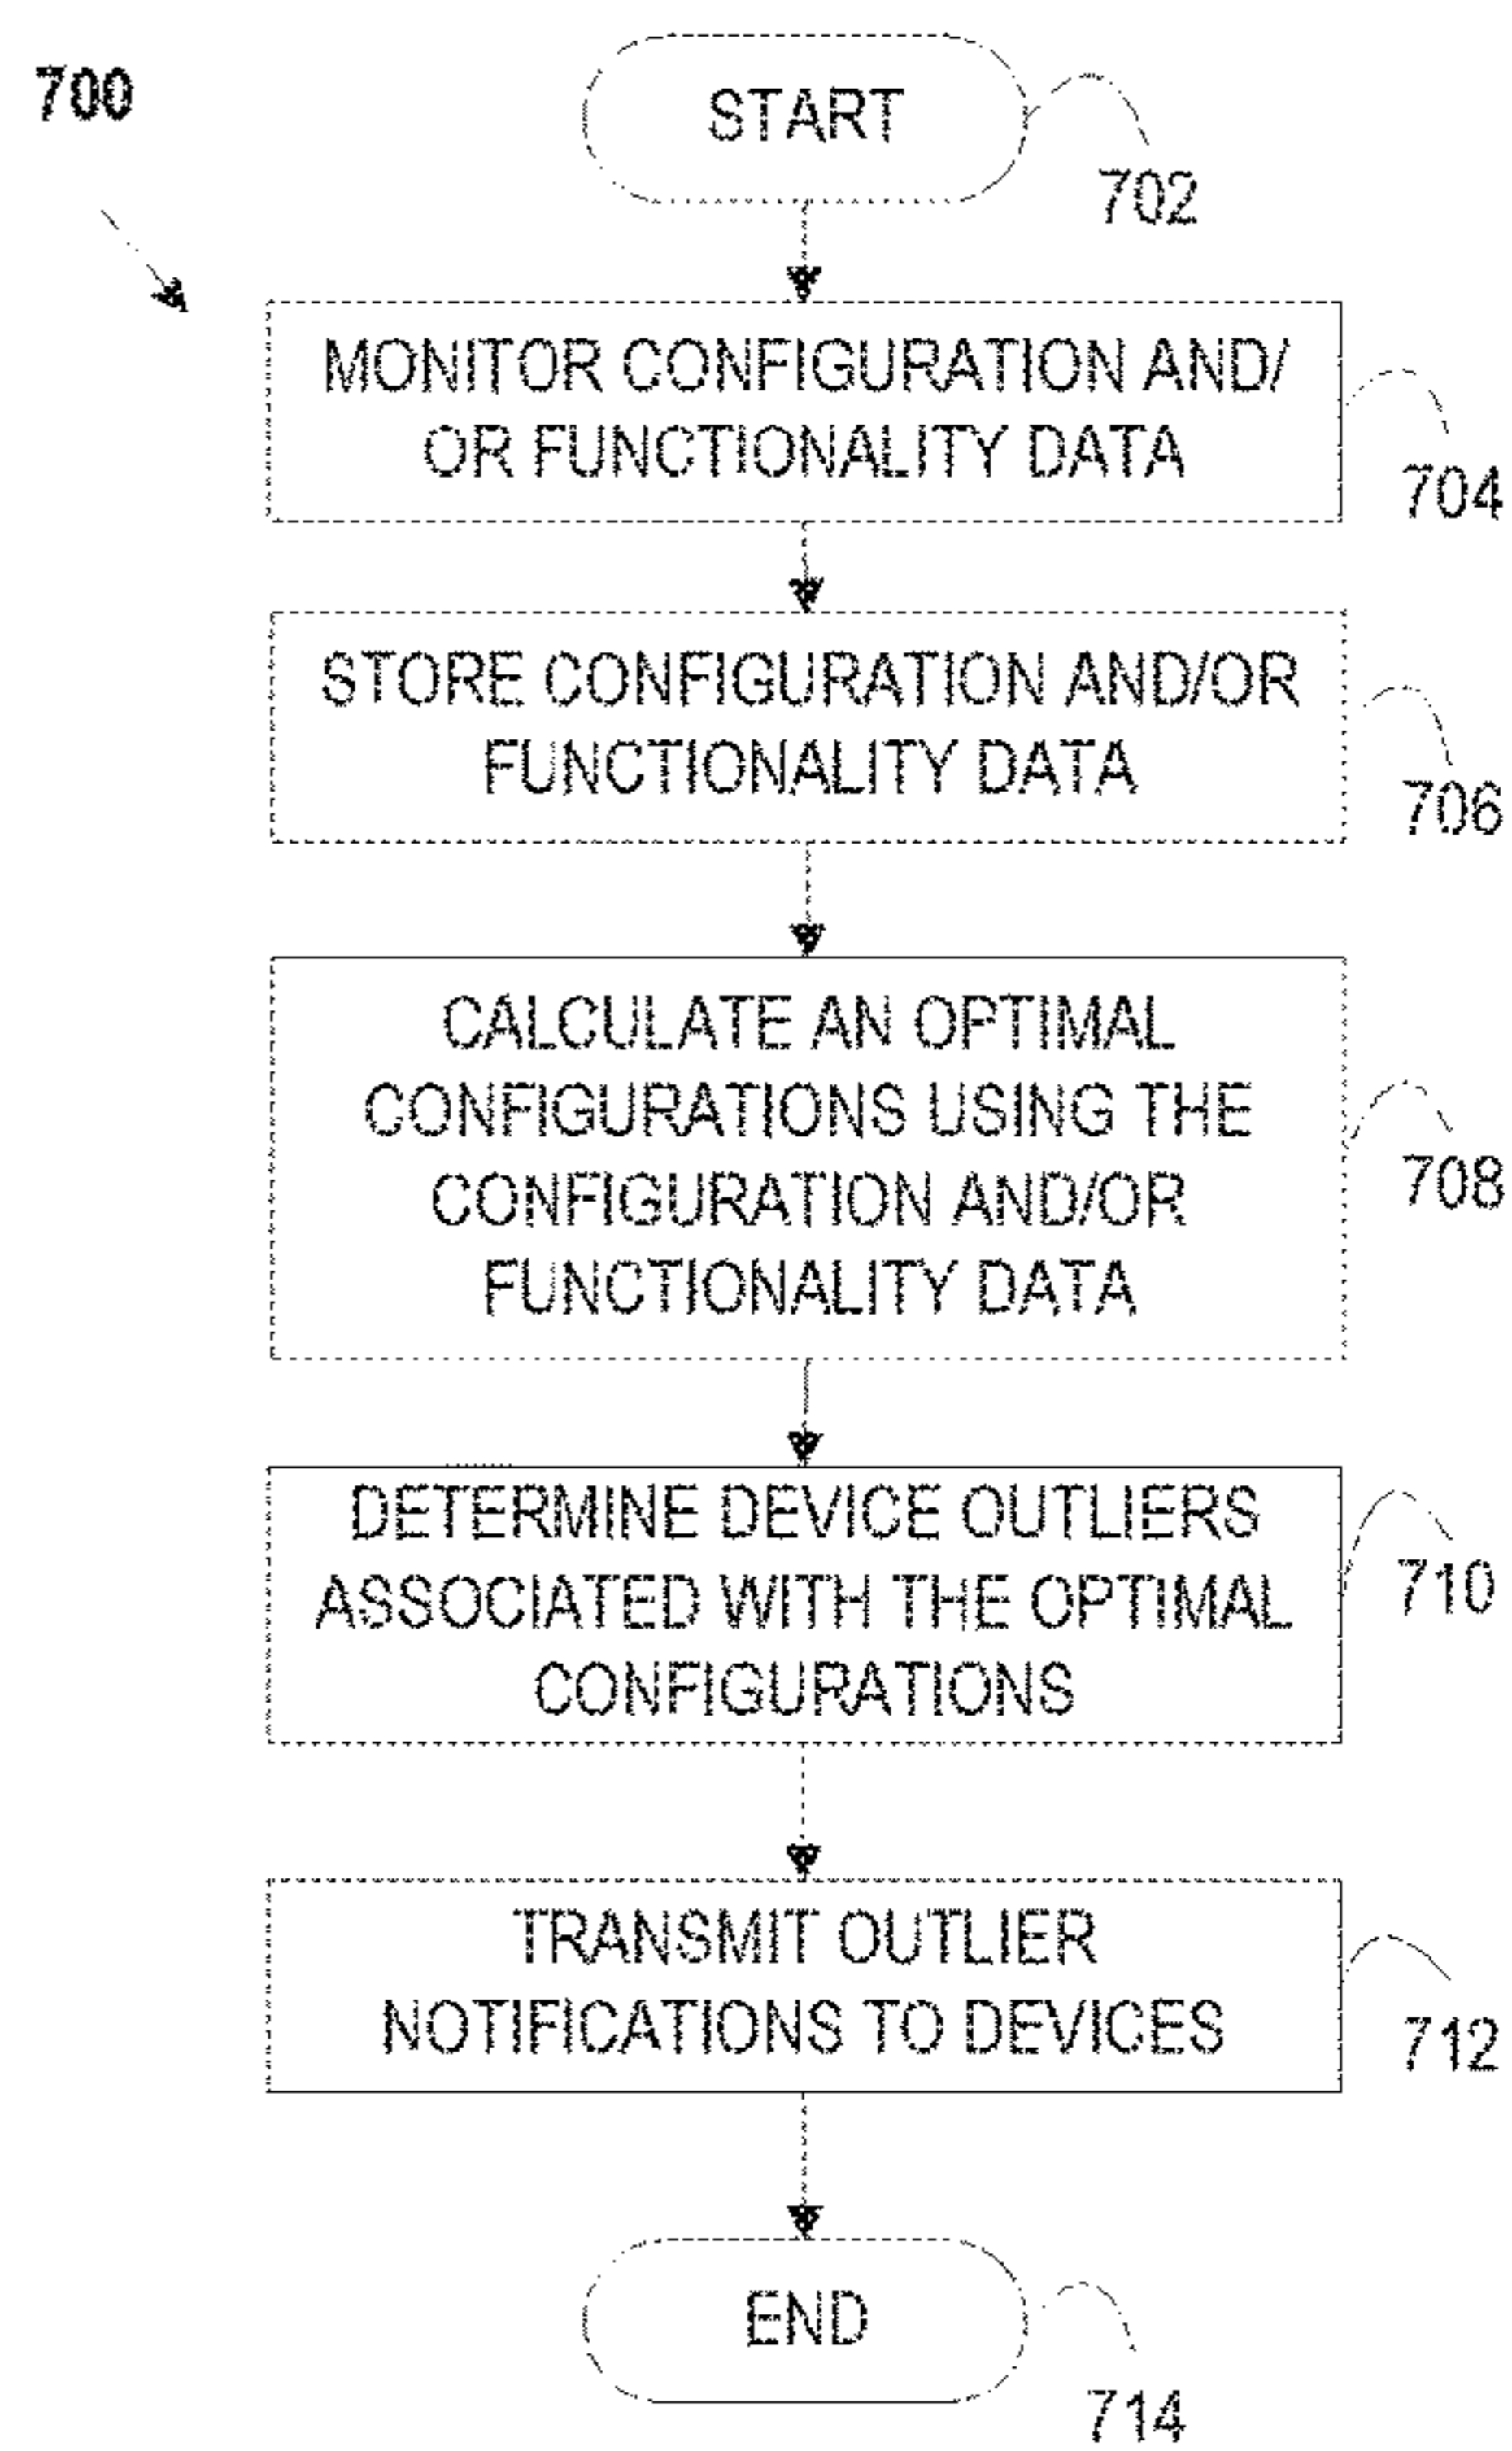 700
START
702
MONITOR CONFIGURATION AND/
OR FUNCTIONALITY DATA
704
STORE CONFIGURATION AND/OR
FUNCTIONALITY DATA
706
CALCULATE AN OPTIMAL
CONFIGURATIONS USING THE
CONFIGURATION AND/OR
FUNCTIONALITY DATA
708
DETERMINE DEVICE OUTLIERS
ASSOCIATED WITH THE OPTIMAL
CONFIGURATIONS
710
TRANSMIT OUTLIER
NOTIFICATIONS TO DEVICES
712
END
714